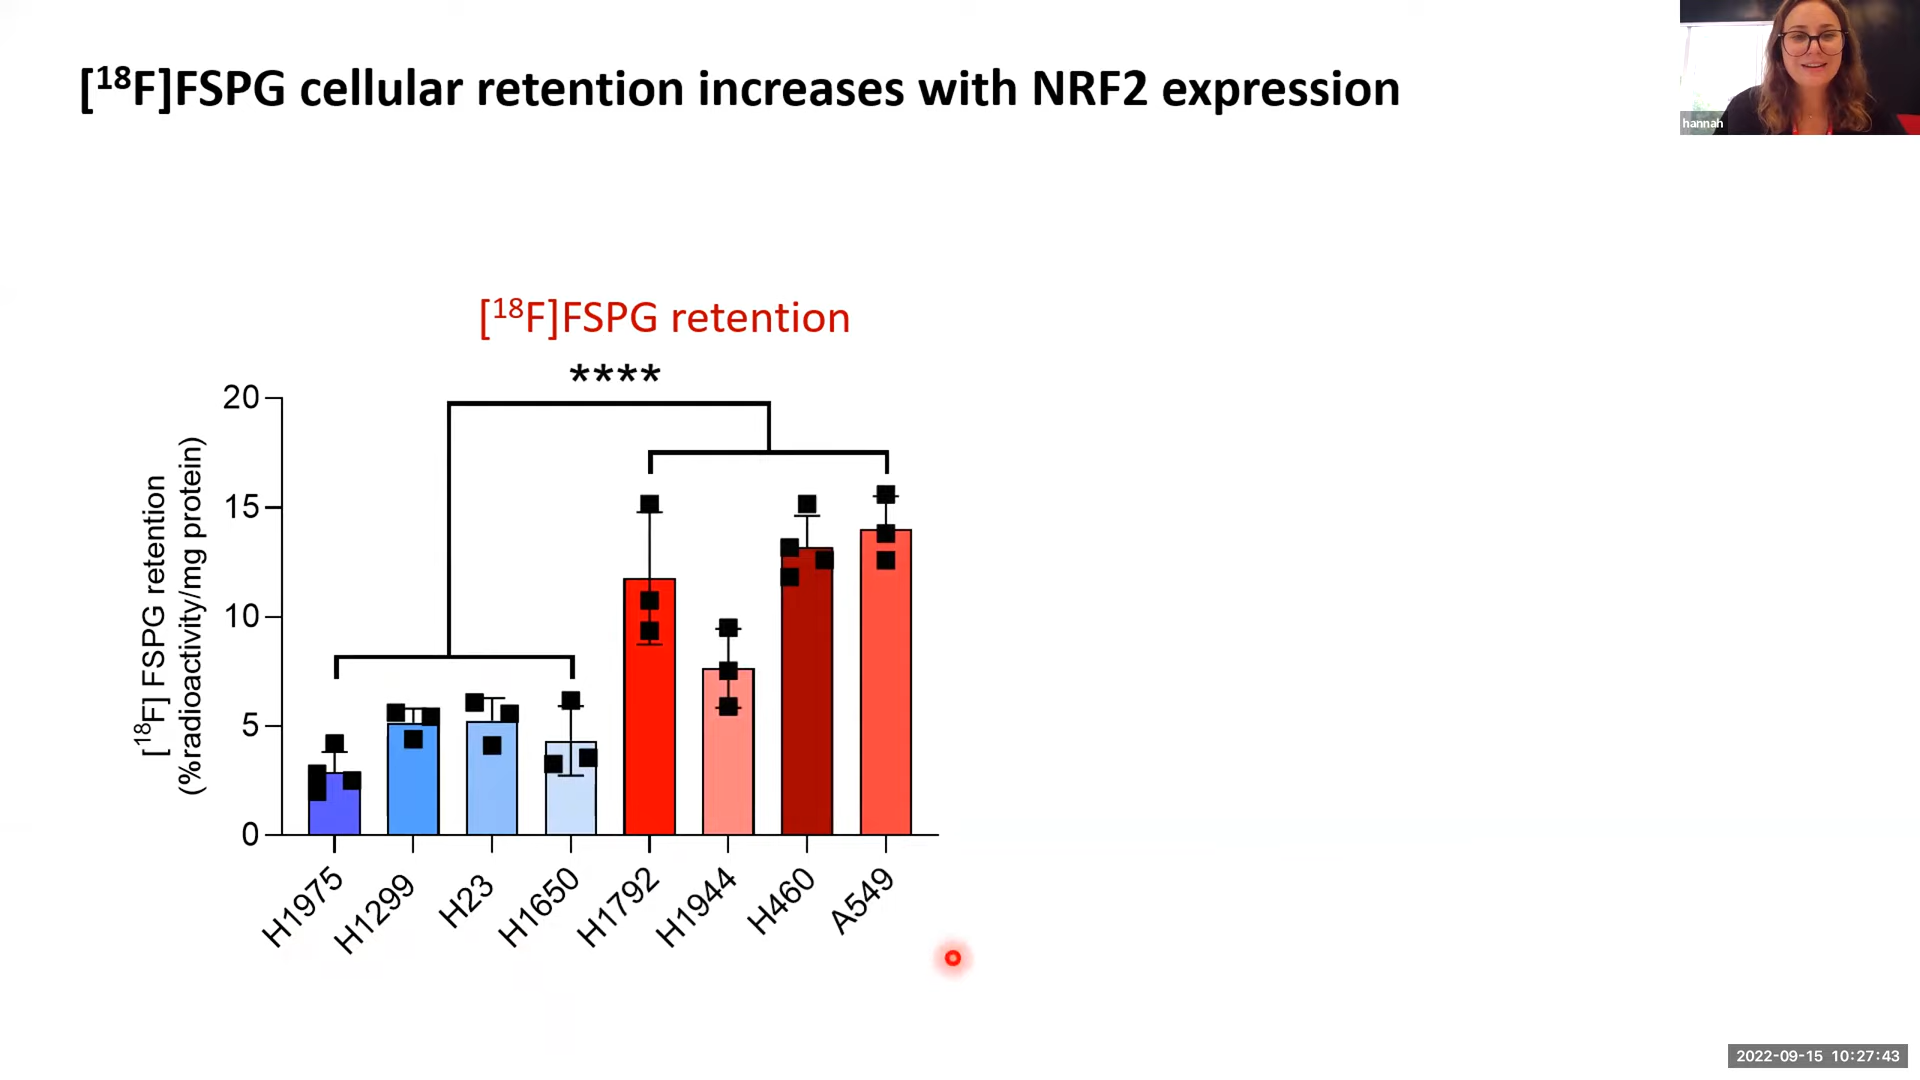 [18F]FSPG cellular retention increases with NRF2 expression
hannah
[18F]FSPG retention
****
[18F] FSPG retention
(%radioactivity/mg protein)
20
15
10
5
0
H1975
H1299
H23
H1650
H1792
H1944
H460
A549
2022-09-15 10:27:43